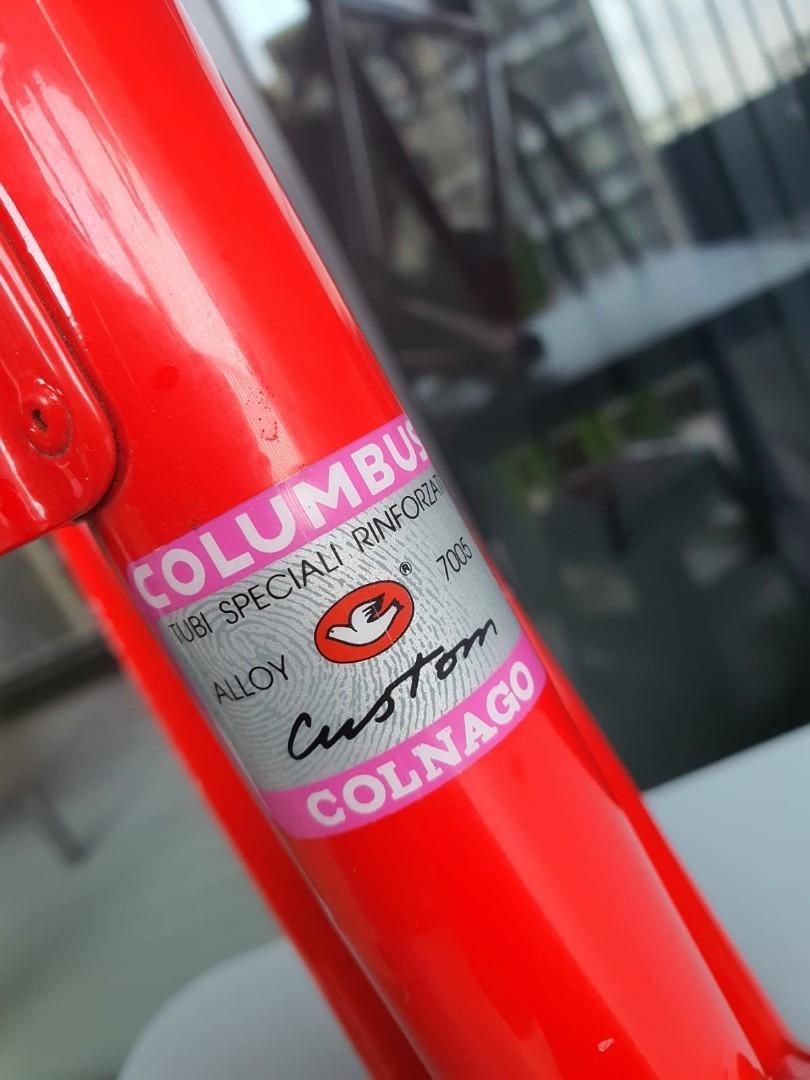 COLUMBUS
TUBI SPECIALI RINFORZATI
ALLOY ® 7005
Custom
COLNAGO